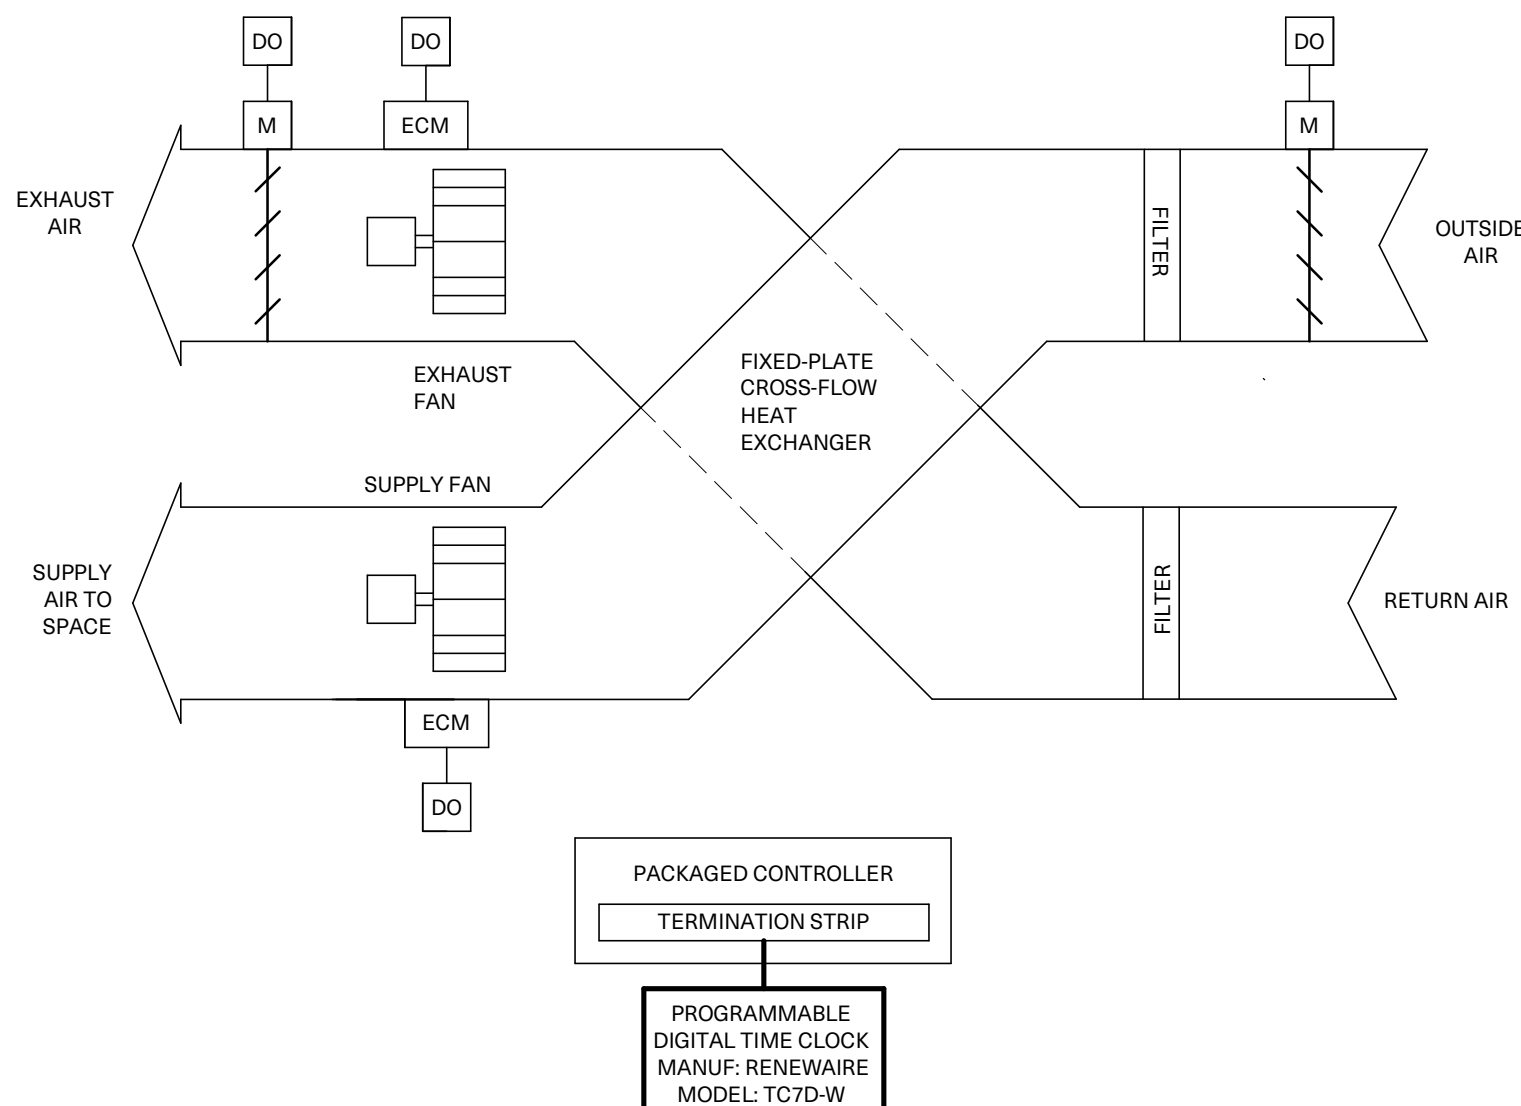 DO
DO
DO
M
ECM
M
EXHAUST
AIR
FILTER
OUTSIDE
AIR
EXHAUST
FAN
FIXED-PLATE
CROSS-FLOW
HEAT
EXCHANGER
SUPPLY FAN
SUPPLY
AIR TO
SPACE
FILTER
RETURN AIR
ECM
DO
PACKAGED CONTROLLER
TERMINATION STRIP
PROGRAMMABLE
DIGITAL TIME CLOCK
MANUF: RENEWAIRE
MODEL: TC7D-W